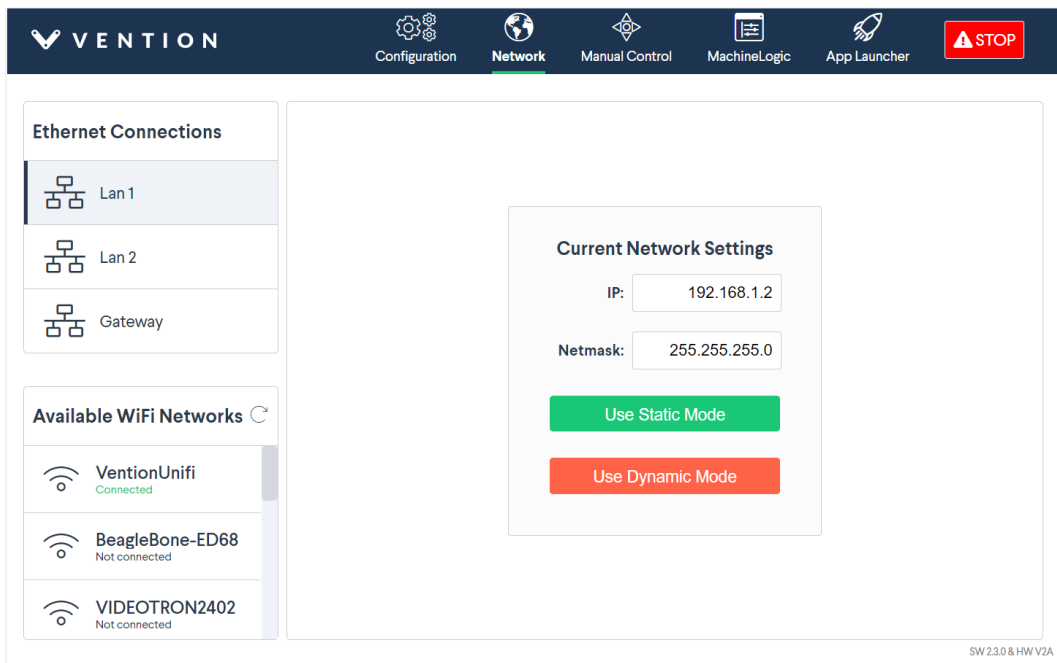 VENTION
Configuration
Network
Manual Control
MachineLogic
App Launcher
STOP
Ethernet Connections
Lan 1
Lan 2
Gateway
Available WiFi Networks
VentionUnifi
Connected
BeagleBone-ED68
Not connected
VIDEOTRON2402
Not connected
Current Network Settings
IP: 192.168.1.2
Netmask: 255.255.255.0
Use Static Mode
Use Dynamic Mode
SW 2.3.0 & HW V2A